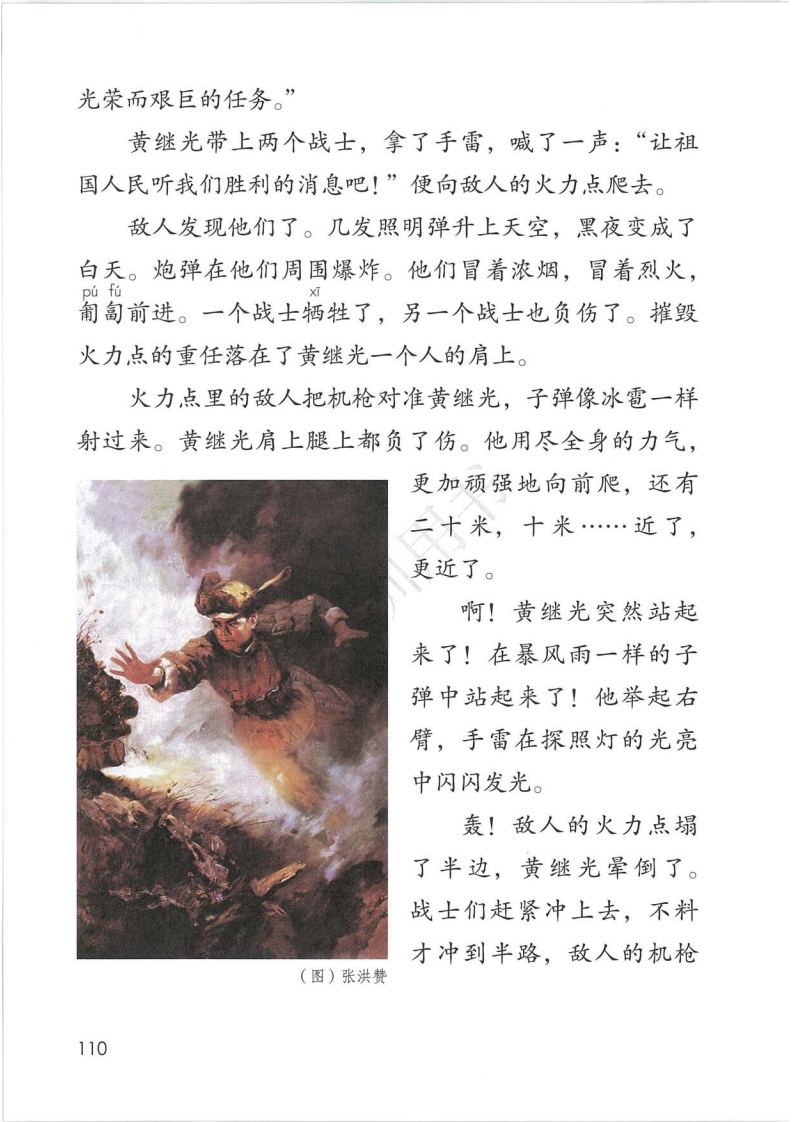 光荣而艰巨的任务。”
黄继光带上两个战士，拿了手雷，喊了一声：“让祖
国人民听我们胜利的消息吧！”便向敌人的火力点爬去。
敌人发现他们了。几发照明弹升上天空，黑夜变成了
白天。炮弹在他们周围爆炸。他们冒着浓烟，冒着烈火，
pú fú xī
匍匐前进。一个战士牺牲了，另一个战士也负伤了。摧毁
火力点的重任落在了黄继光一个人的肩上。
火力点里的敌人把机枪对准黄继光，子弹像冰雹一样
射过来。黄继光肩上腿上都负了伤。他用尽全身的力气，
更加顽强地向前爬，还有
二十米，十米……近了，
更近了。
啊！黄继光突然站起
来了！在暴风雨一样的子
弹中站起来了！他举起右
臂，手雷在探照灯的光亮
中闪闪发光。
轰！敌人的火力点塌
了半边，黄继光晕倒了。
战士们赶紧冲上去，不料
才冲到半路，敌人的机枪
（图）张洪赞
110